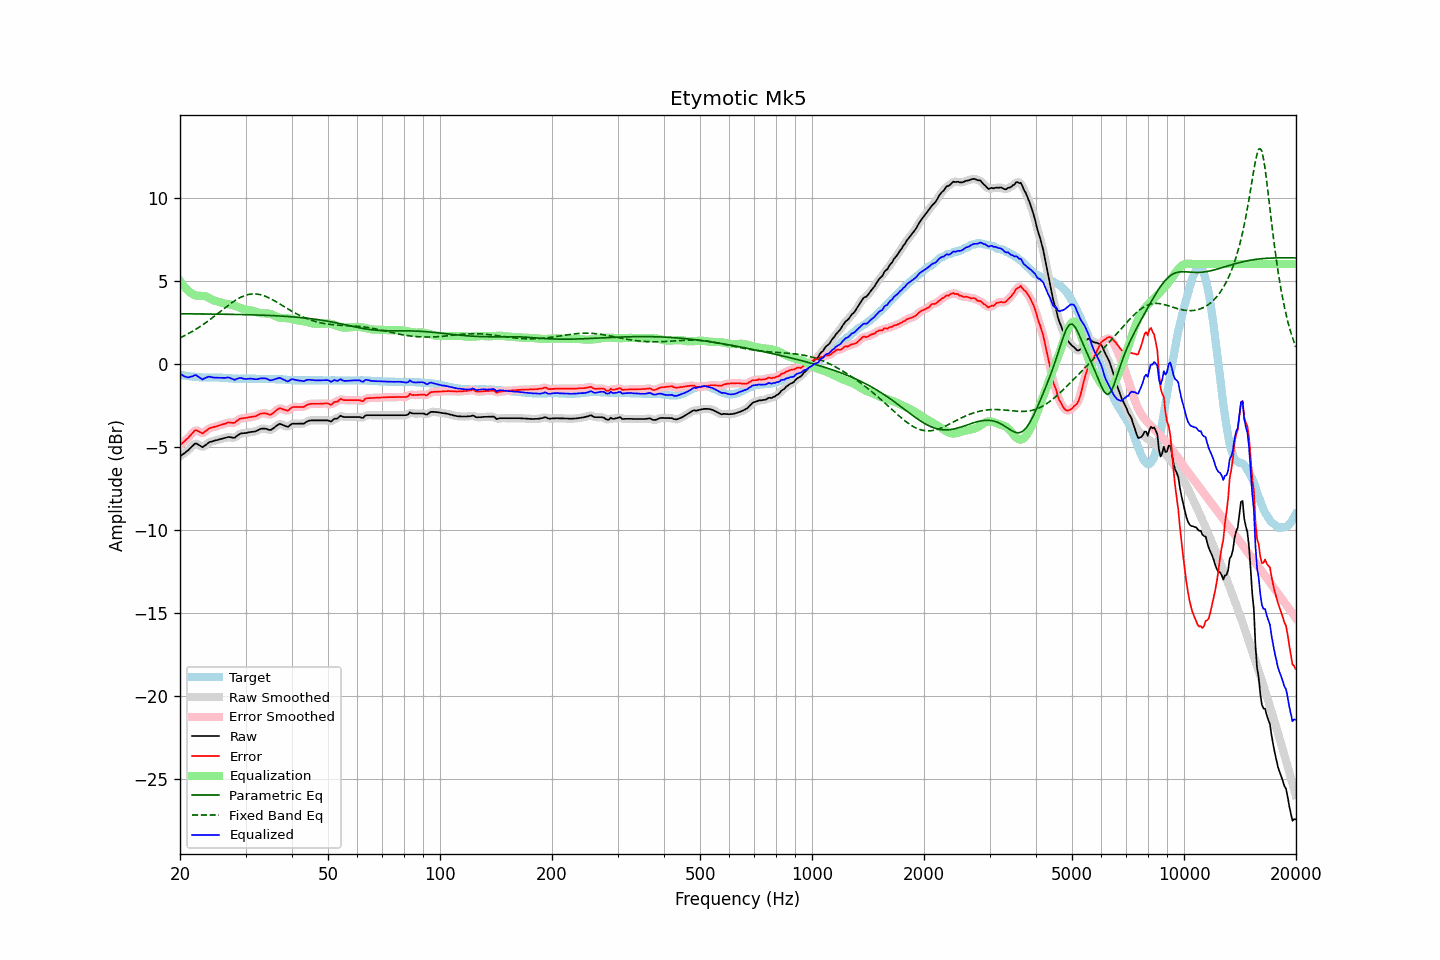 Etymotic Mk5
Amplitude (dBr)
10
5
0
−5
−10
−15
−20
−25
Target
Raw Smoothed
Error Smoothed
Raw
Error
Equalization
Parametric Eq
Fixed Band Eq
Equalized
20 50 100 200 500 1000 2000 5000 10000 20000
Frequency (Hz)